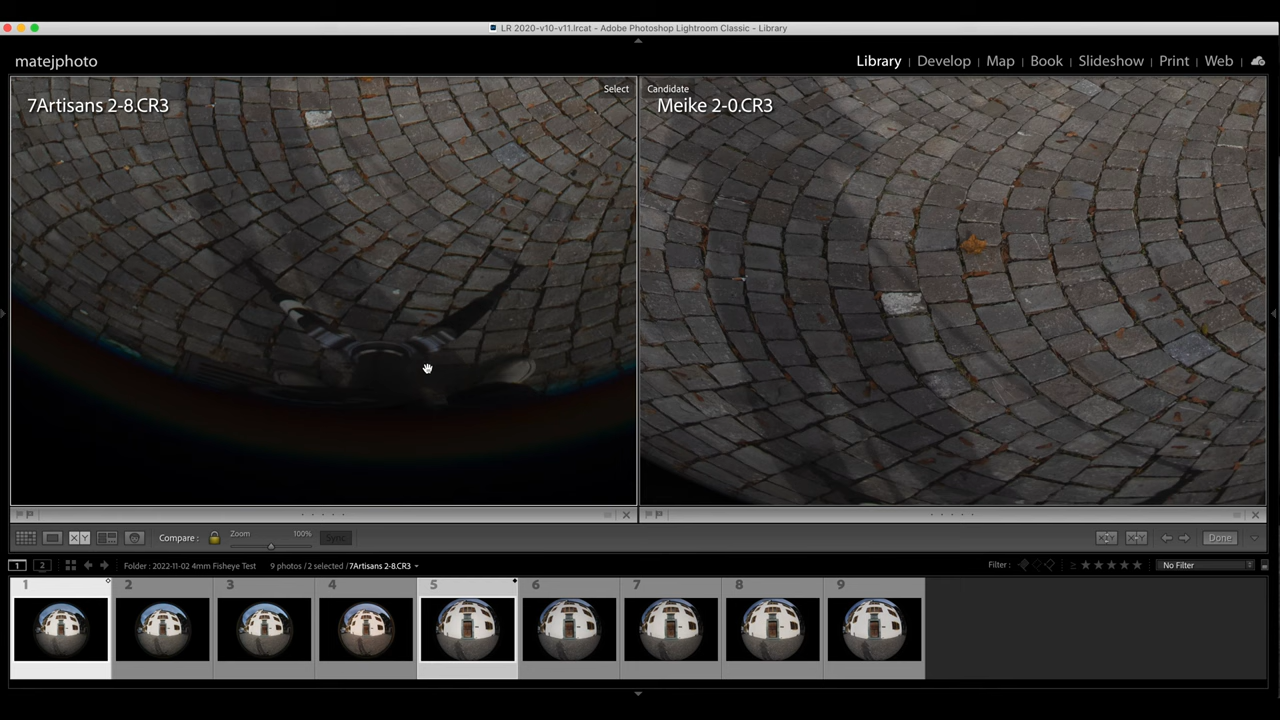 LR 2020-v10-v11.lrcat - Adobe Photoshop Lightroom Classic - Library
matejphoto
Library | Develop | Map | Book | Slideshow | Print | Web
Select
7Artisans 2-8.CR3
Candidate
Meike 2-0.CR3
X Y
Compare :
Zoom
100%
Sync
X Y
X Y
Done
1
2
Folder : 2022-11-02 4mm Fisheye Test
9 photos / 2 selected / 7Artisans 2-8.CR3
Filter :
No Filter
1
2
3
4
5
6
7
8
9